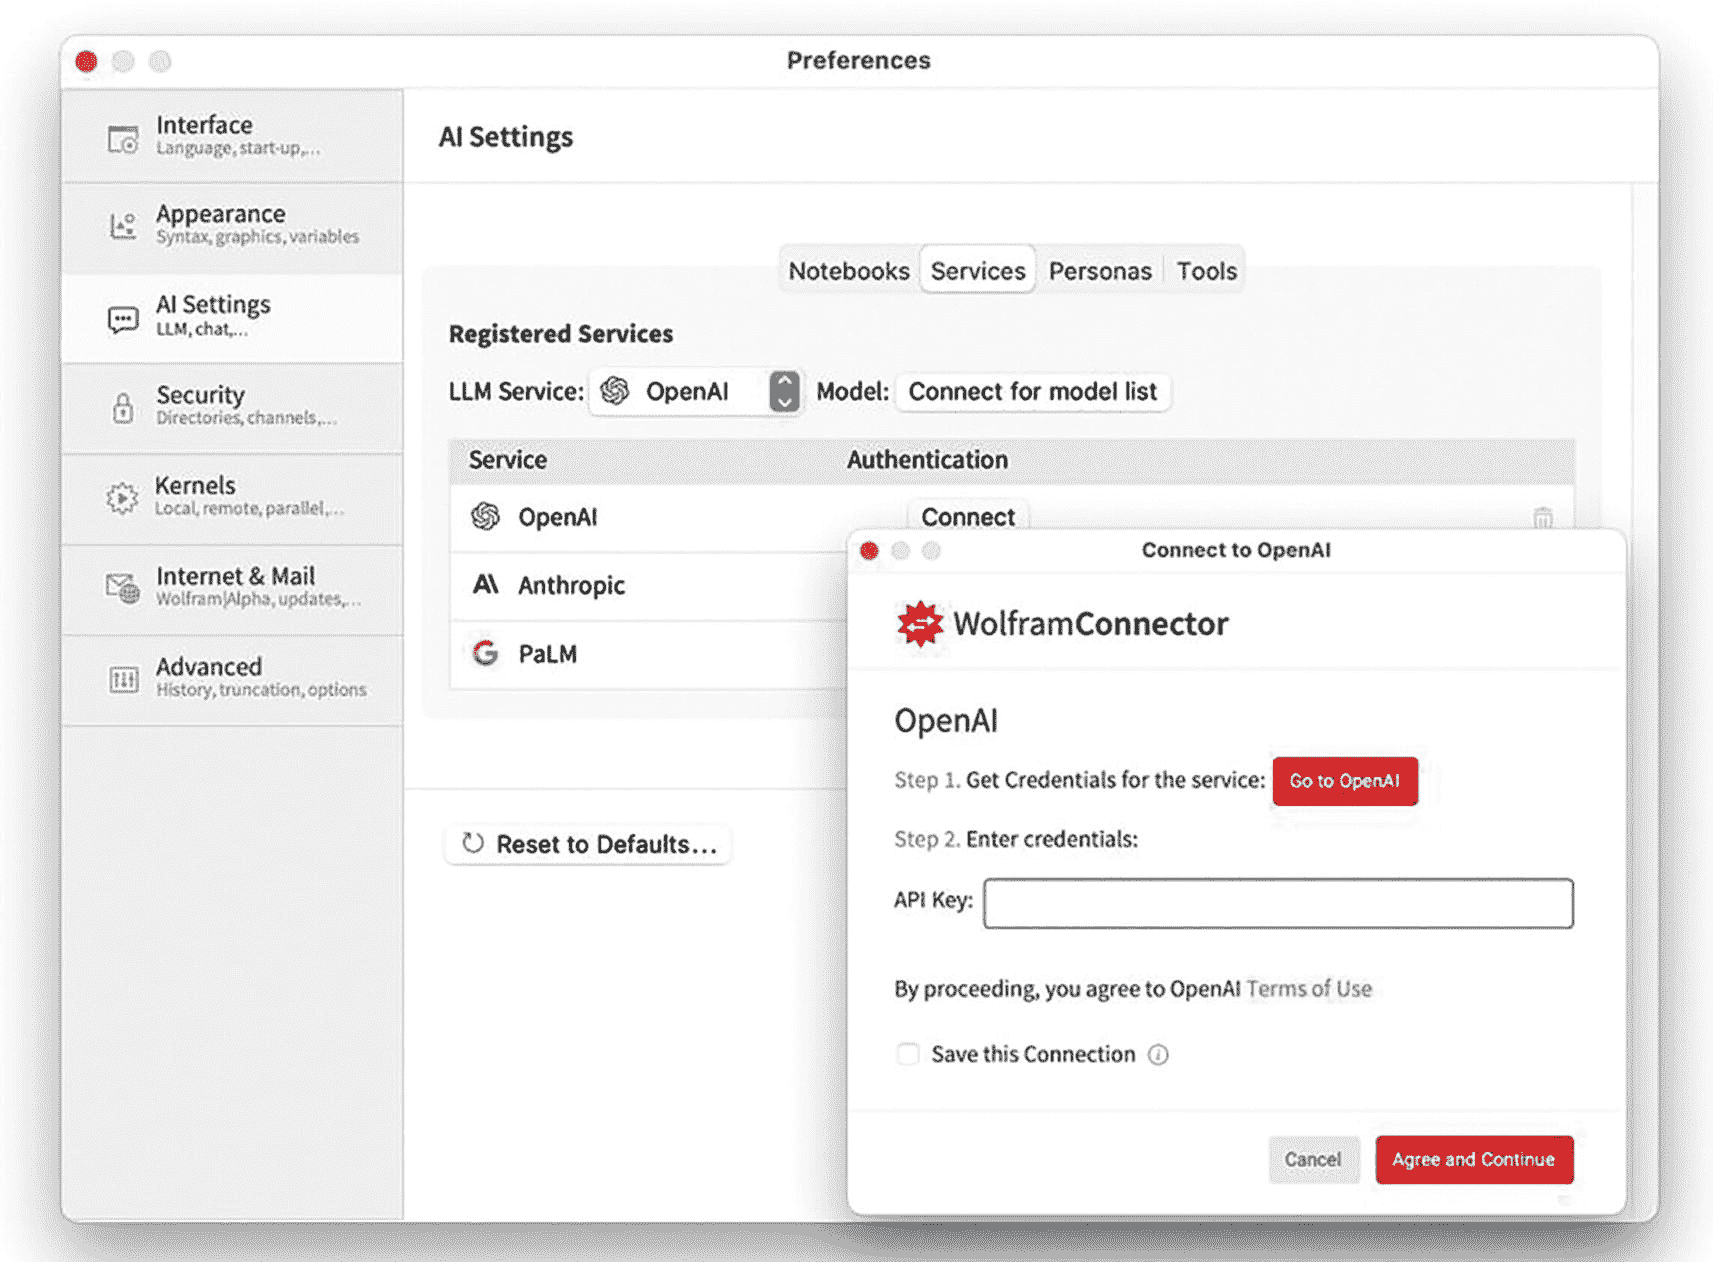 Preferences
Interface
Language, start-up,...
Appearance
Syntax, graphics, variables
AI Settings
LLM, chat,...
Security
Directories, channels,...
Kernels
Local, remote, parallel,...
Internet & Mail
Wolfram|Alpha, updates,...
Advanced
History, truncation, options
AI Settings
Notebooks Services Personas Tools
Registered Services
LLM Service: OpenAI Model: Connect for model list
Service Authentication
OpenAI Connect
Anthropic
PaLM
Reset to Defaults...
Connect to OpenAI
WolframConnector
OpenAI
Step 1. Get Credentials for the service: Go to OpenAI
Step 2. Enter credentials:
API Key:
By proceeding, you agree to OpenAI Terms of Use
Save this Connection
Cancel Agree and Continue